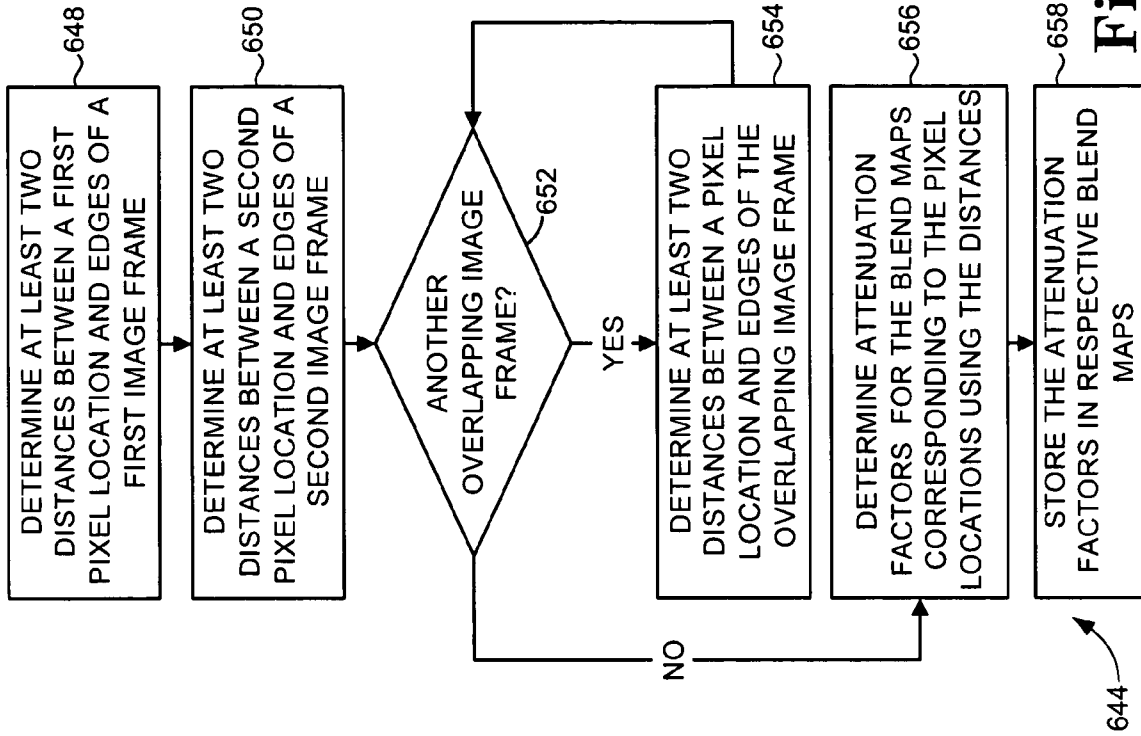 DETERMINE AT LEAST TWO
DISTANCES BETWEEN A FIRST
PIXEL LOCATION AND EDGES OF A
FIRST IMAGE FRAME
648
DETERMINE AT LEAST TWO
DISTANCES BETWEEN A SECOND
PIXEL LOCATION AND EDGES OF A
SECOND IMAGE FRAME
650
ANOTHER
OVERLAPPING IMAGE
FRAME?
652
YES
DETERMINE AT LEAST TWO
DISTANCES BETWEEN A PIXEL
LOCATION AND EDGES OF THE
OVERLAPPING IMAGE FRAME
654
NO
DETERMINE ATTENUATION
FACTORS FOR THE BLEND MAPS
CORRESPONDING TO THE PIXEL
LOCATIONS USING THE DISTANCES
656
STORE THE ATTENUATION
FACTORS IN RESPECTIVE BLEND
MAPS
658
644